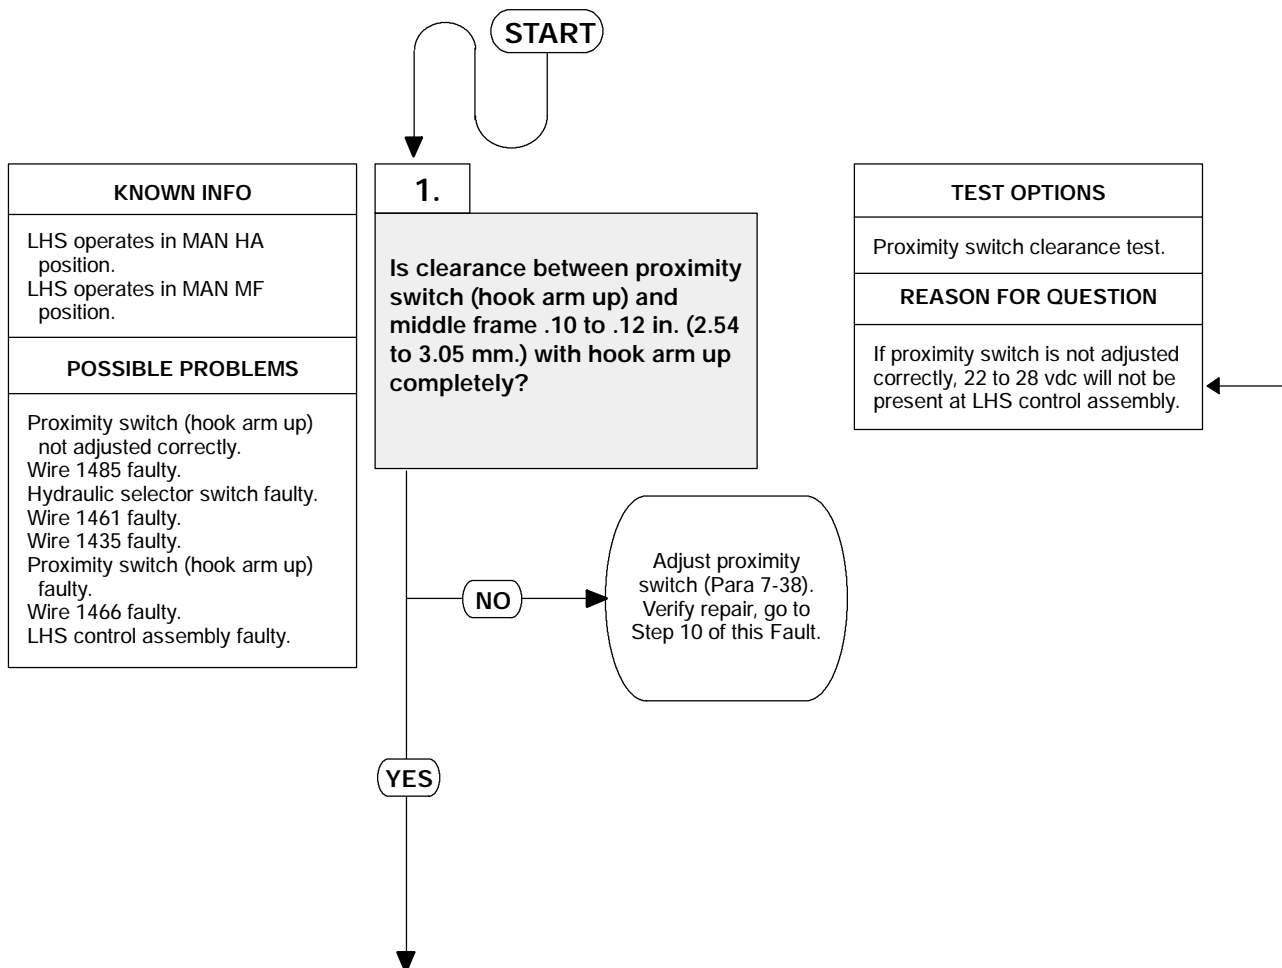 START
KNOWN INFO
LHS operates in MAN HA
position.
LHS operates in MAN MF
position.
POSSIBLE PROBLEMS
Proximity switch (hook arm up)
not adjusted correctly.
Wire 1485 faulty.
Hydraulic selector switch faulty.
Wire 1461 faulty.
Wire 1435 faulty.
Proximity switch (hook arm up)
faulty.
Wire 1466 faulty.
LHS control assembly faulty.
1.
Is clearance between proximity
switch (hook arm up) and
middle frame .10 to .12 in. (2.54
to 3.05 mm.) with hook arm up
completely?
TEST OPTIONS
Proximity switch clearance test.
REASON FOR QUESTION
If proximity switch is not adjusted
correctly, 22 to 28 vdc will not be
present at LHS control assembly.
NO
Adjust proximity
switch (Para 7-38).
Verify repair, go to
Step 10 of this Fault.
YES